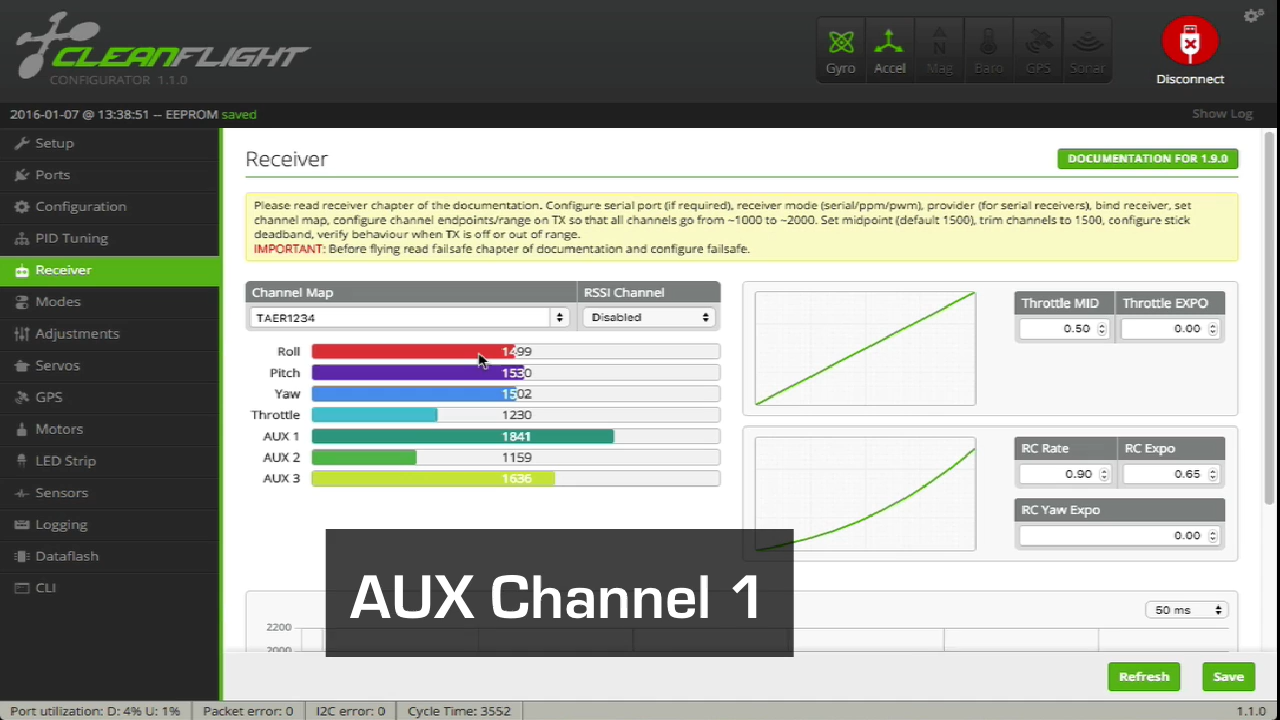 CLEANFLIGHT
CONFIGURATOR 1.1.0
Gyro
Accel
Mag
Baro
GPS
Sonar
Disconnect
2016-01-07 @ 13:38:51 -- EEPROM saved
Show Log
Setup
Ports
Configuration
PID Tuning
Receiver
Modes
Adjustments
Servos
GPS
Motors
LED Strip
Sensors
Logging
Dataflash
CLI
Receiver
DOCUMENTATION FOR 1.9.0
Please read receiver chapter of the documentation. Configure serial port (if required), receiver mode (serial/ppm/pwm), provider (for serial receivers), bind receiver, set
channel map, configure channel endpoints/range on TX so that all channels go from ~1000 to ~2000. Set midpoint (default 1500), trim channels to 1500, configure stick
deadband, verify behaviour when TX is off or out of range.
IMPORTANT: Before flying read failsafe chapter of documentation and configure failsafe.
Channel Map
RSSI Channel
TAER1234
Disabled
Roll 1499
Pitch 1530
Yaw 1502
Throttle 1230
AUX 1 1841
AUX 2 1159
AUX 3 1636
Throttle MID
Throttle EXPO
0.50
0.00
RC Rate
RC Expo
0.90
0.65
RC Yaw Expo
0.00
AUX Channel 1
50 ms
2200
2000
Refresh
Save
Port utilization: D: 4% U: 1%
Packet error: 0
I2C error: 0
Cycle Time: 3552
1.1.0